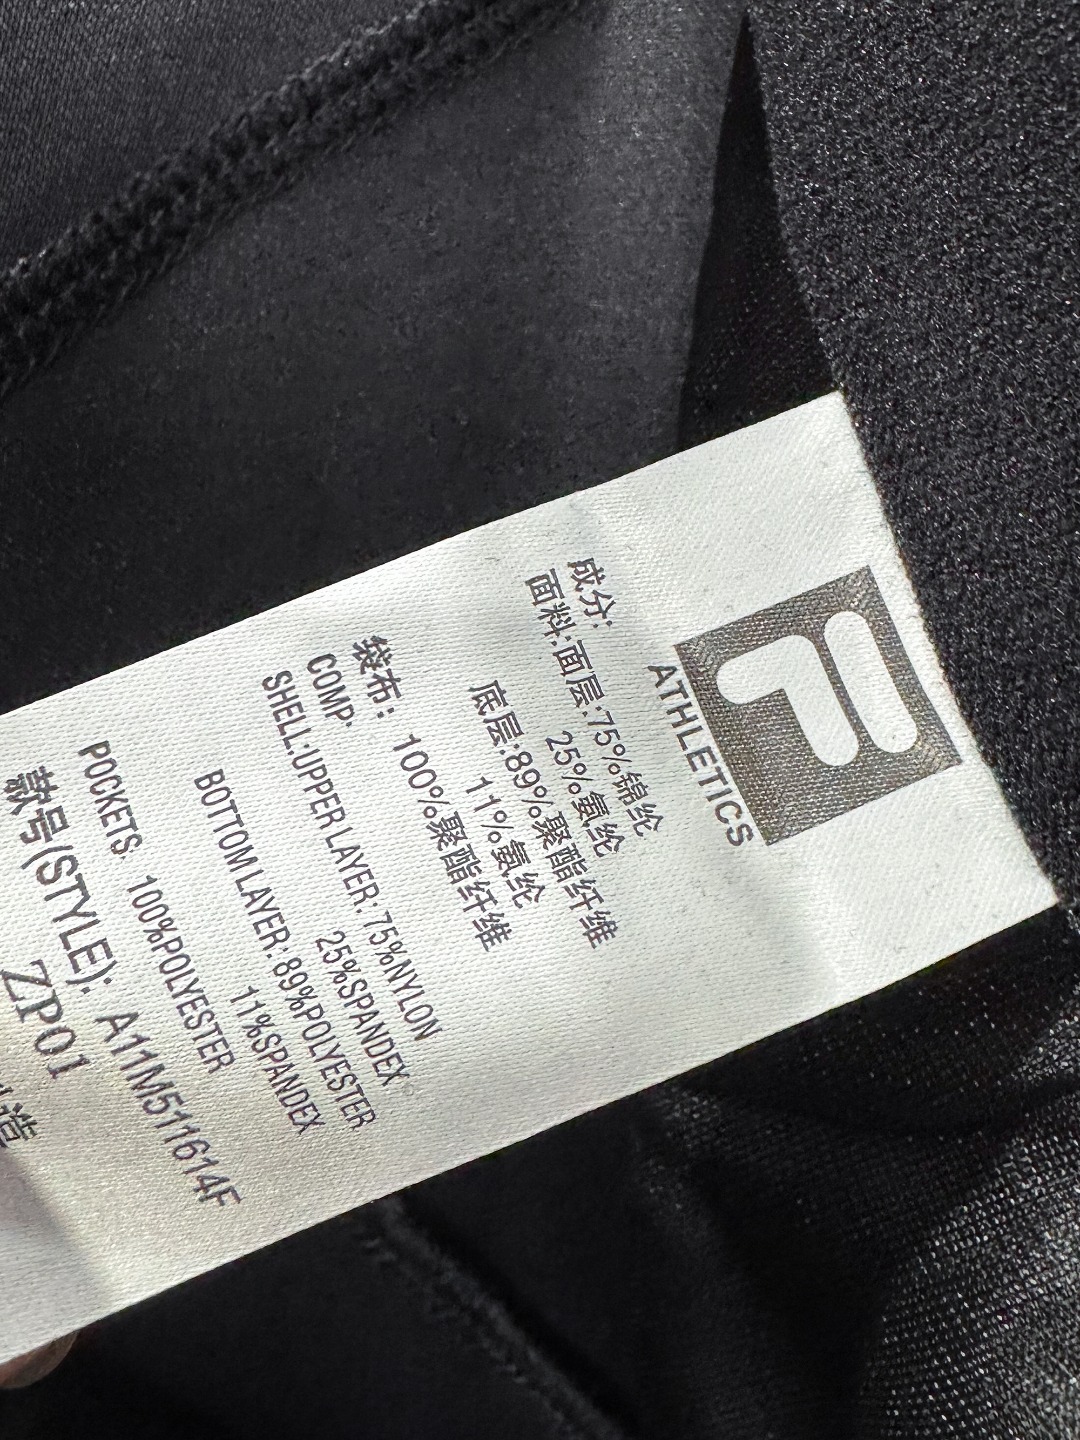 ATHLETICS
成分:
面料:面层:75%锦纶
25%氨纶
底层:89%聚酯纤维
11%氨纶
袋布: 100%聚酯纤维
COMP:
SHELL:UPPER LAYER:75%NYLON
25%SPANDEX
BOTTOM LAYER:89%POLYESTER
11%SPANDEX
POCKETS: 100%POLYESTER
款号(STYLE): A11M511614F
ZP01
造